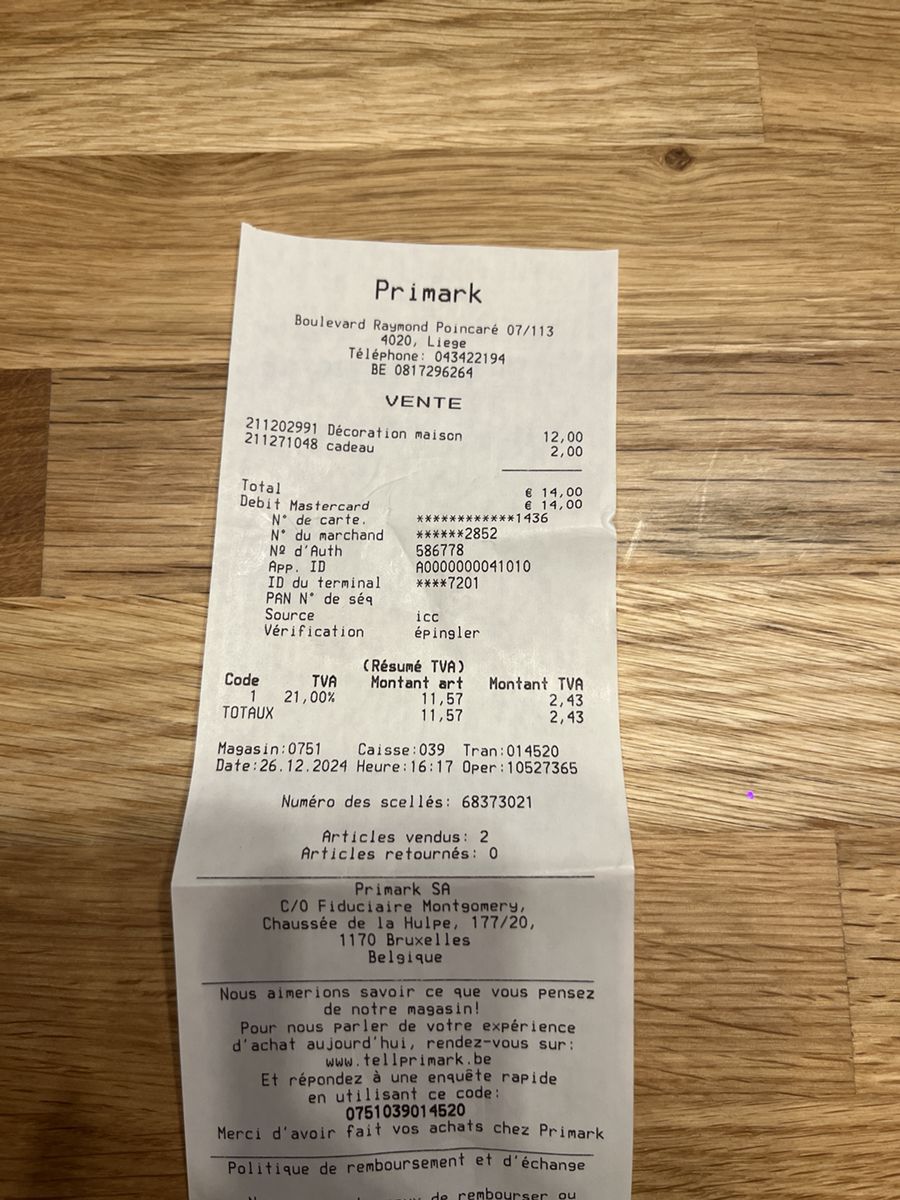 Primark
Boulevard Raymond Poincaré 07/113
4020, Liege
Téléphone: 043422194
BE 0817296264
VENTE
211202991 Décoration maison 12,00
211271048 cadeau 2,00
Total € 14,00
Debit Mastercard € 14,00
N° de carte. ************1436
N° du marchand ******2852
Nº d'Auth 586778
App. ID A0000000041010
ID du terminal ****7201
PAN N° de séq
Source icc
Vérification épingler
(Résumé TVA)
Code TVA Montant art Montant TVA
1 21,00% 11,57 2,43
TOTAUX 11,57 2,43
Magasin:0751 Caisse:039 Tran:014520
Date:26.12.2024 Heure:16:17 Oper:10527365
Numéro des scellés: 68373021
Articles vendus: 2
Articles retournés: 0
Primark SA
C/O Fiduciaire Montgomery,
Chaussée de la Hulpe, 177/20,
1170 Bruxelles
Belgique
Nous aimerions savoir ce que vous pensez
de notre magasin!
Pour nous parler de votre expérience
d'achat aujourd'hui, rendez-vous sur:
www.tellprimark.be
Et répondez à une enquête rapide
en utilisant ce code:
0751039014520
Merci d'avoir fait vos achats chez Primark
Politique de remboursement et d'échange
de rembourser ou